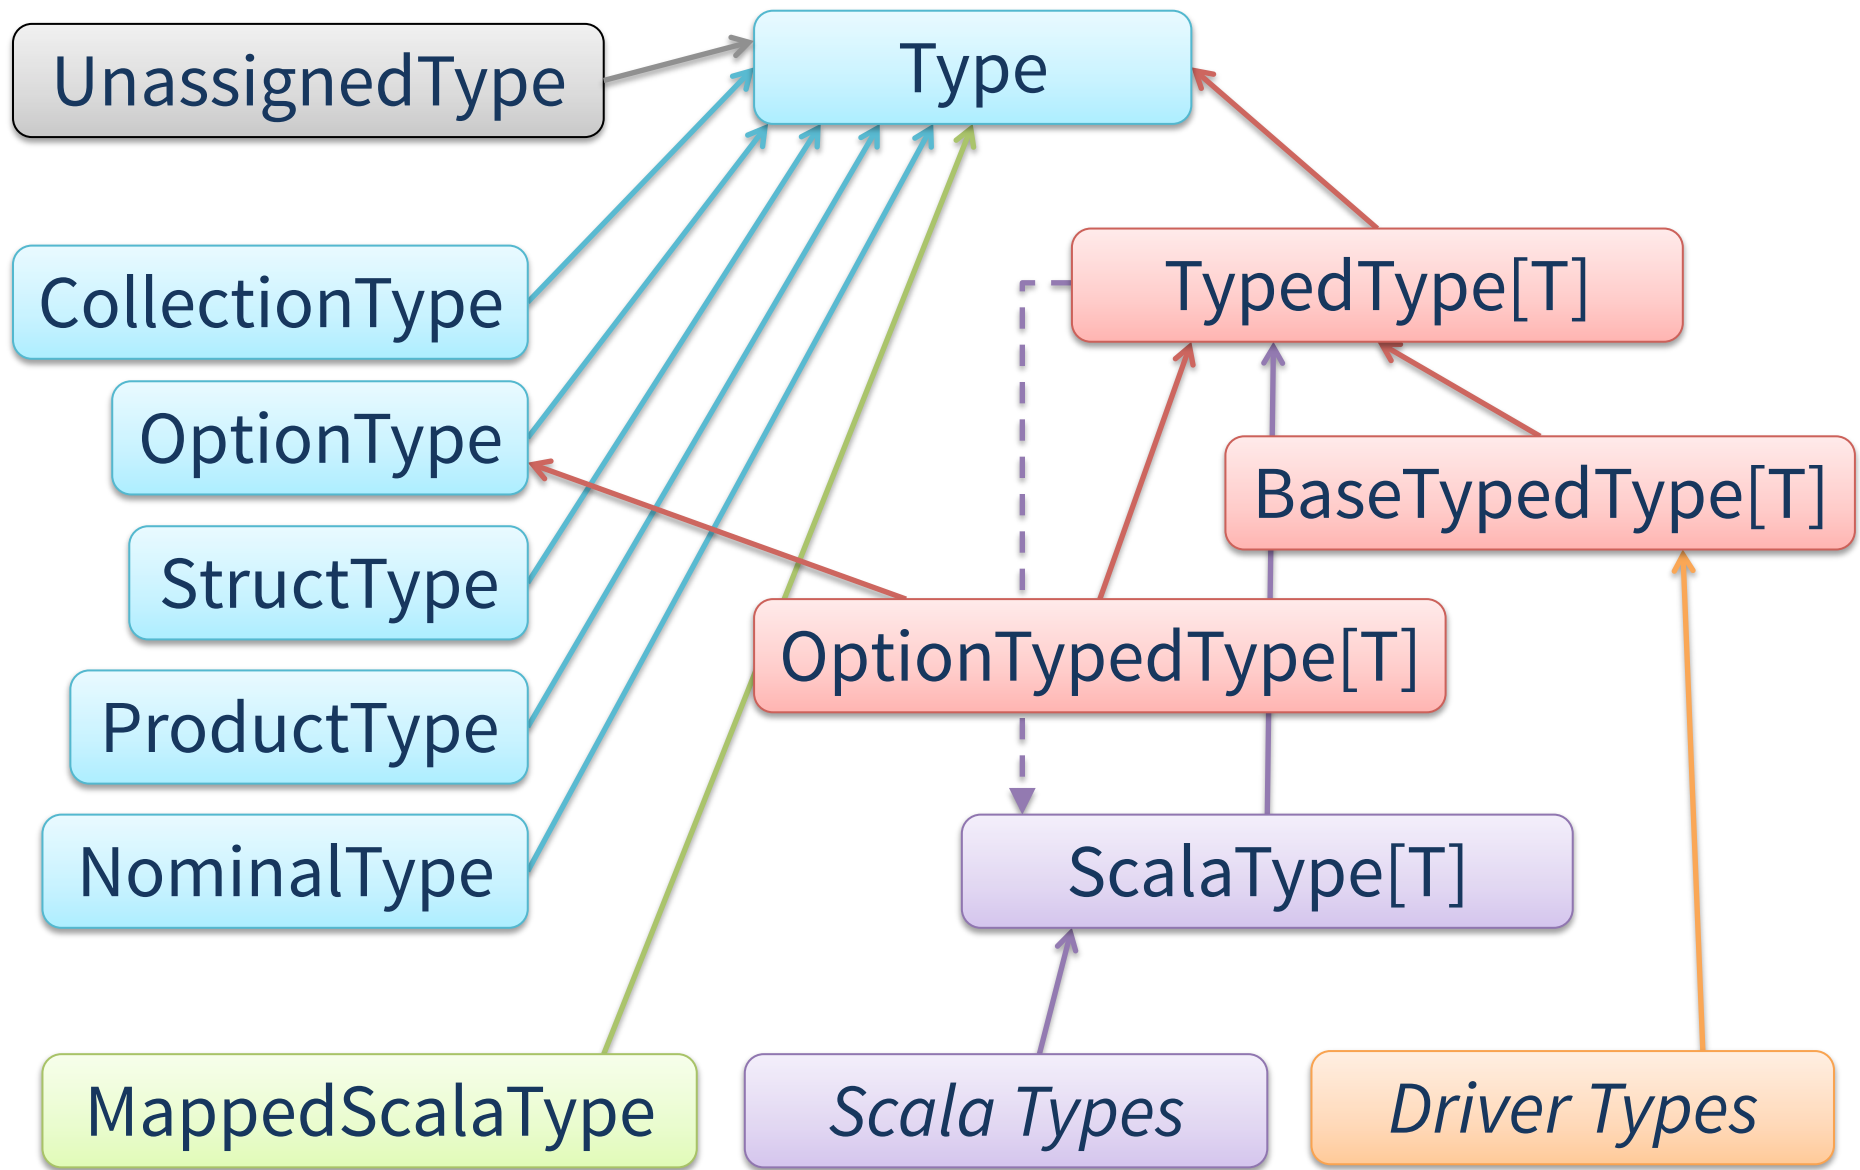 UnassignedType
Type
CollectionType
TypedType[T]
OptionType
BaseTypedType[T]
StructType
OptionTypedType[T]
ProductType
NominalType
ScalaType[T]
MappedScalaType
Scala Types
Driver Types